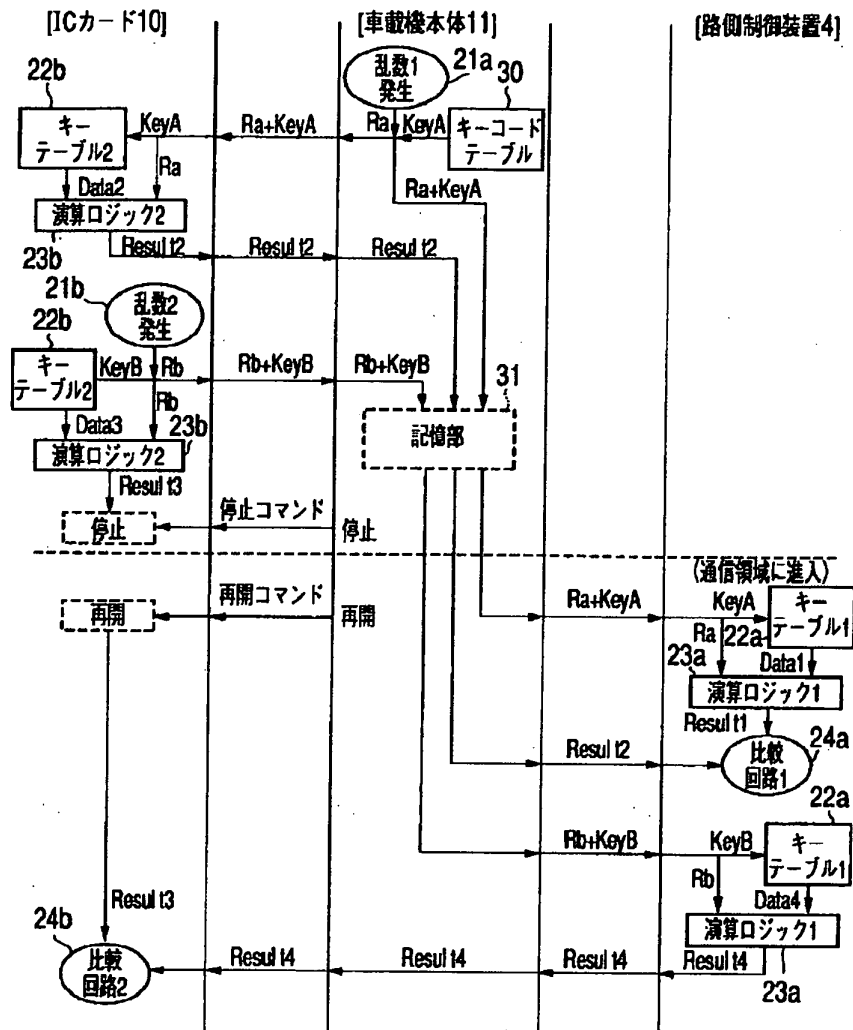 [ICカード10]
[車載機本体11]
[路側制御装置4]
乱数1
発生
21a
30
22b
キー
テーブル2
KeyA
Ra+KeyA
Ra
KeyA
キーコード
テーブル
Ra
Ra+KeyA
Data2
演算ロジック2
23b
Result2
Result2
Result2
21b
乱数2
発生
22b
キー
テーブル2
KeyB
Rb
Rb+KeyB
Rb+KeyB
Rb
31
記憶部
Data3
23b
演算ロジック2
Result3
停止
停止コマンド
停止
(通信領域に進入)
再開
再開コマンド
再開
Ra+KeyA
KeyA
キー
テーブル1
Ra
22a
23a
Data1
演算ロジック1
Result1
24a
Result2
比較
回路1
22a
Rb+KeyB
KeyB
キー
テーブル1
Rb
Data4
演算ロジック1
Result3
24b
比較
回路2
Result4
Result4
Result4
Result4
Result4
23a